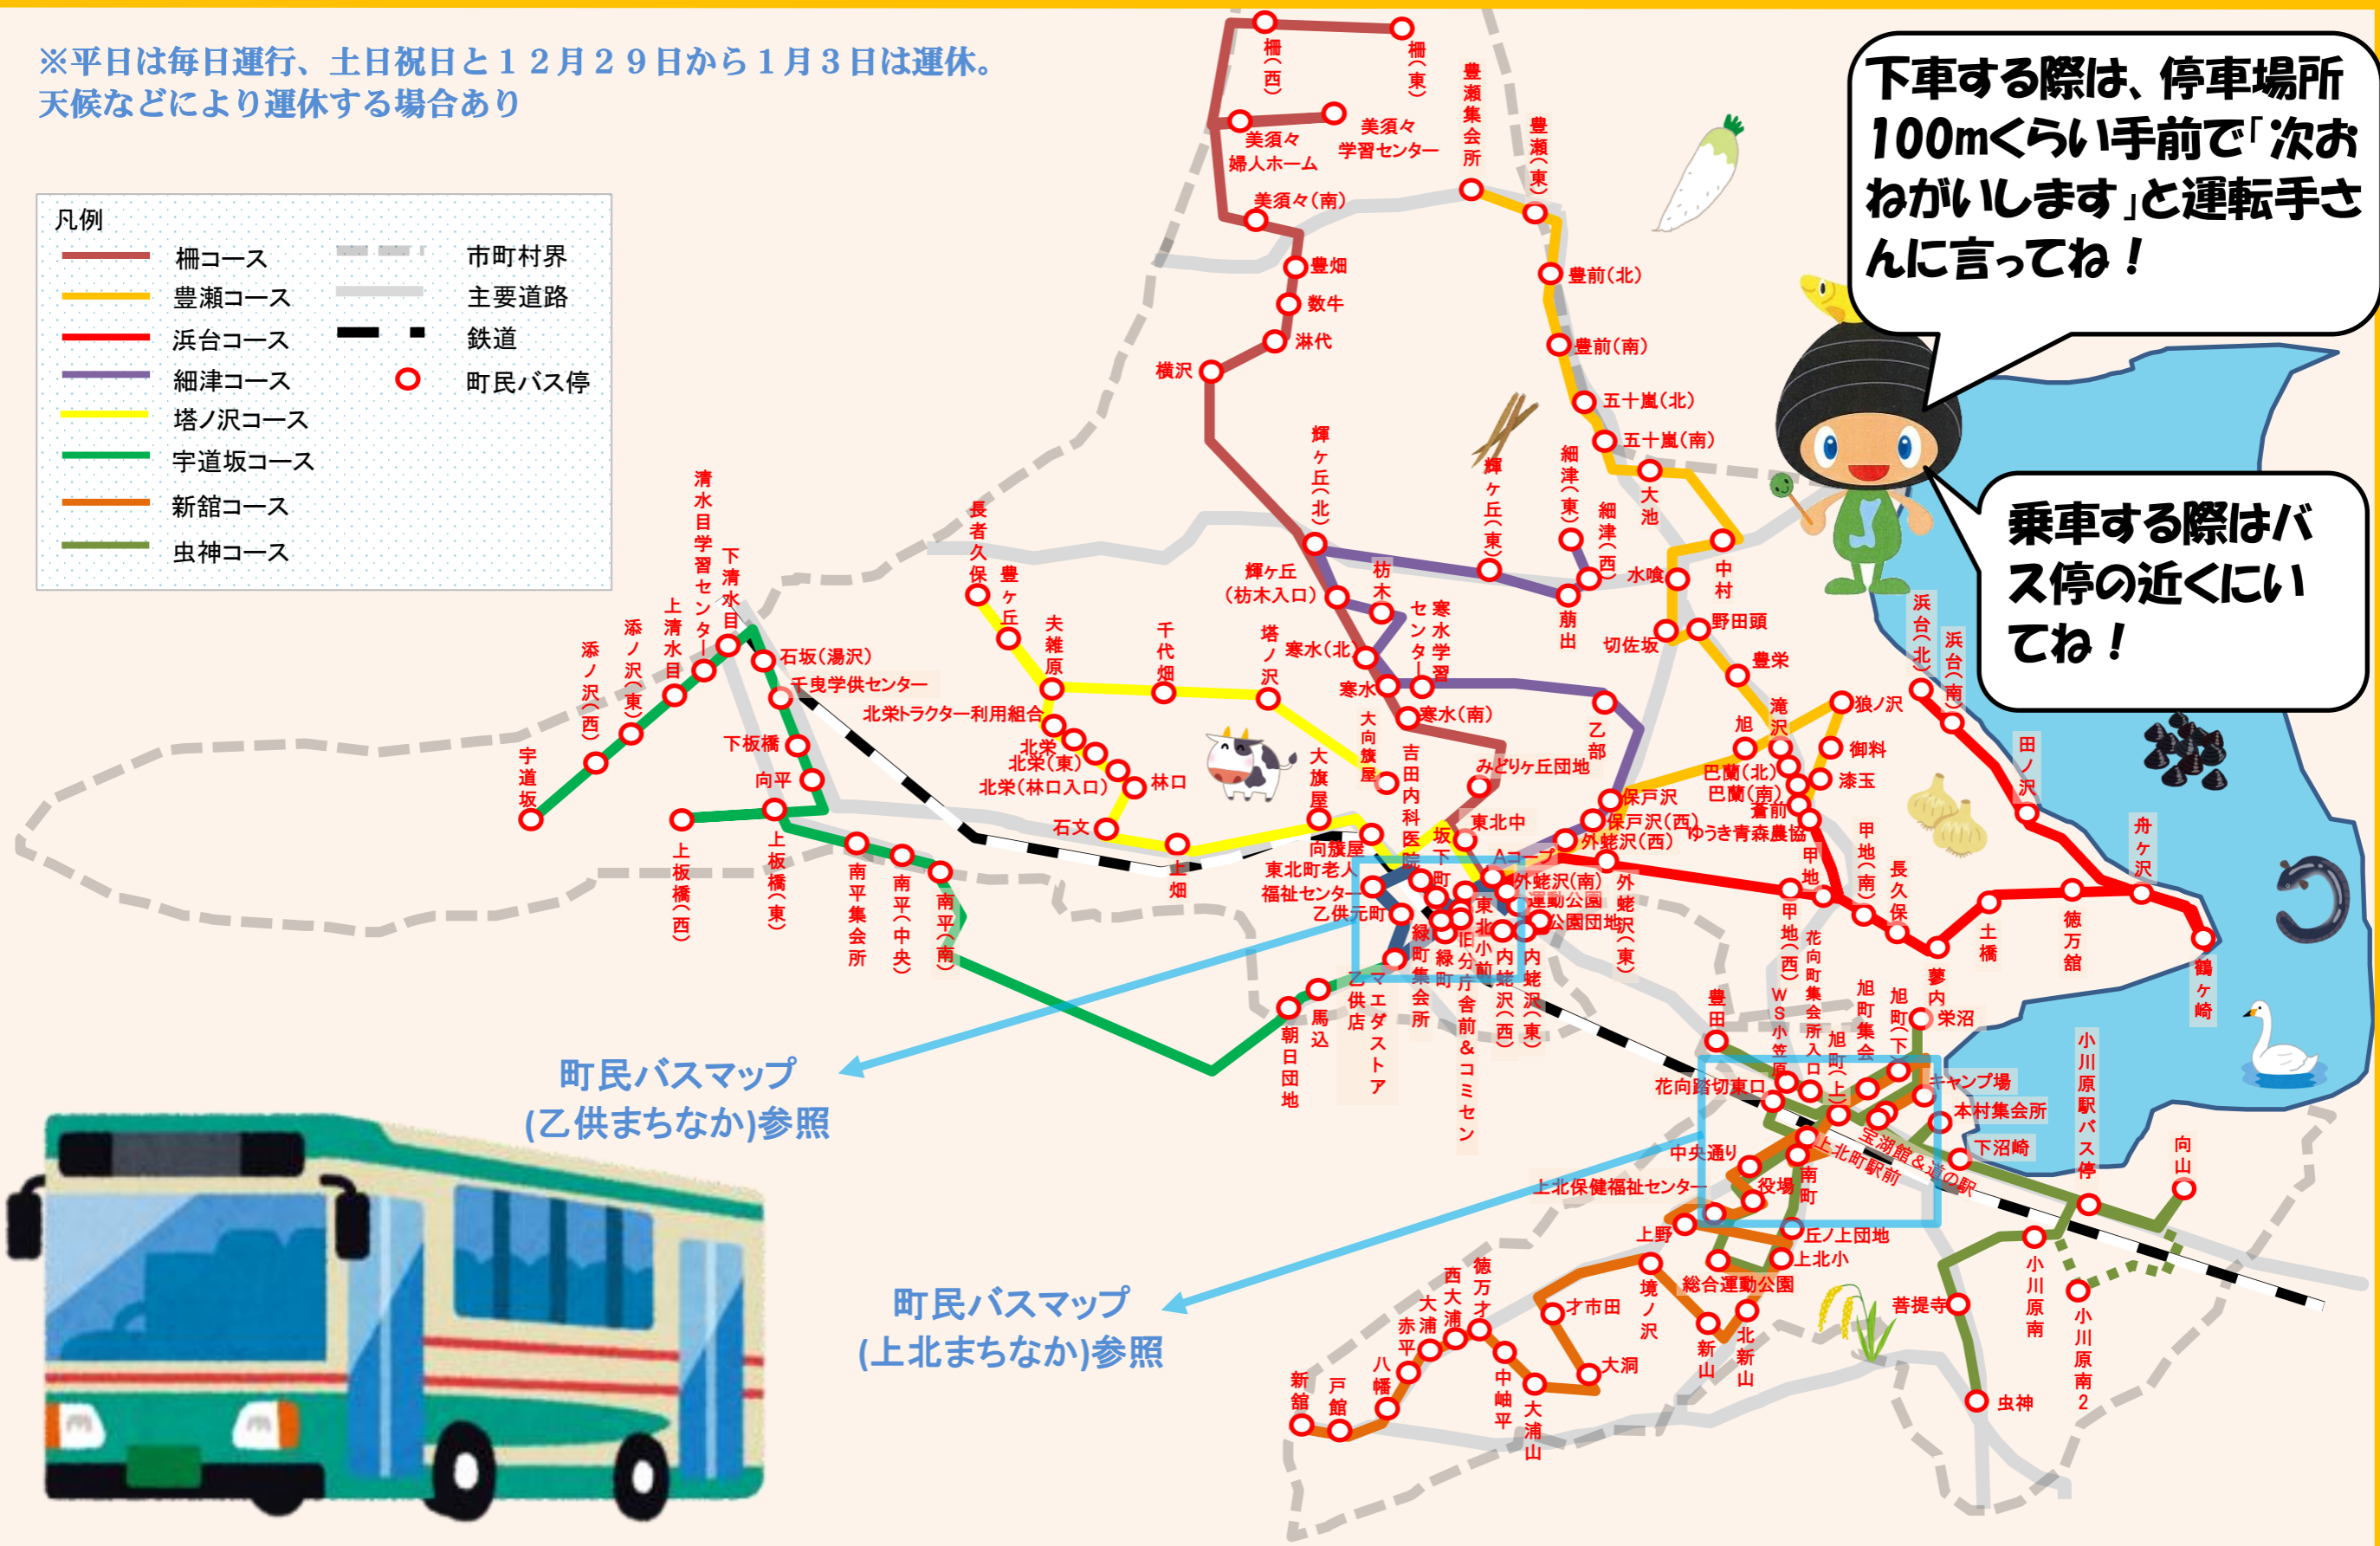 ※平日は毎日運行、土日祝日と１２月２９日から１月３日は運休。
天候などにより運休する場合あり
凡例
柵コース
豊瀬コース
浜台コース
細津コース
塔ノ沢コース
宇道坂コース
新舘コース
虫神コース
市町村界
主要道路
鉄道
町民バス停
下車する際は、停車場所
100mくらい手前で「次お
ねがいします」と運転手さ
んに言ってね！
乗車する際はバ
ス停の近くにい
てね！
柵（西）
柵（東）
美須々
婦人ホーム
美須々
学習センター
美須々（南）
豊畑
数牛
淋代
横沢
豊瀬集会所
豊瀬（東）
豊前（北）
豊前（南）
五十嵐（北）
五十嵐（南）
大池
中村
水喰
切佐坂
野田頭
豊栄
旭
滝沢
狼ノ沢
御料
漆玉
巴蘭（北）
巴蘭（南）
蒼前
ゆうき青森農協
輝ヶ丘（北）
輝ヶ丘（東）
細津（東）
細津（西）
萠出
輝ヶ丘
（枋木入口）
枋木
寒水学習
センター
寒水（北
寒水
寒水（南）
乙部
みどりヶ丘団地
保戸沢
保戸沢（西）
外蛯沢（西）
東北中
Aコープ
外蛯沢（南）
運動公園
公園団地
外蛯沢（東）
内蛯沢（西）
内蛯沢（東）
長者久保
豊ヶ丘
夫雑原
千代畑
塔ノ沢
大向旗屋
北栄トラクター利用組合
北栄
北栄（東）
北栄（林口入口）
林口
石文
上畑
大旗屋
向旗屋
吉田内科医院
坂下町
東北町老人
福祉センター
乙供元町
緑町集会所
緑町
旧分庁舎前＆コミセン
東北小前
マエダストア
乙供店
馬込
朝日団地
清水目学習センター
下清水目
上清水目
添ノ沢（東）
添ノ沢（西）
宇道坂
石坂（湯沢）
千曳学供センター
下板橋
向平
上板橋（西）
上板橋（東）
南平集会所
南平（中央）
南平（南）
浜台（北）
浜台（南）
田ノ沢
舟ヶ沢
鶴ヶ崎
徳万舘
土橋
蓼内
長久保
甲地（南）
甲地
甲地（西）
花向町集会所入口
WS小笠原
豊田
花向踏切東口
旭町（上）
旭町集会
旭町（下）
栄沼
キャンプ場
本村集会所
下沼崎
宝湖館＆道の駅
上北町駅前
南町
中央通り
役場
上北保健福祉センター
上野
丘ノ上団地
上北小
総合運動公園
境ノ沢
新山
北新山
才市田
大洞
大浦山
中岫平
徳万才
西大浦
大浦
赤平
八幡
戸館
新舘
小川原駅バス停
向山
小川原南
小川原南2
菩提寺
虫神
町民バスマップ
(乙供まちなか)参照
町民バスマップ
(上北まちなか)参照